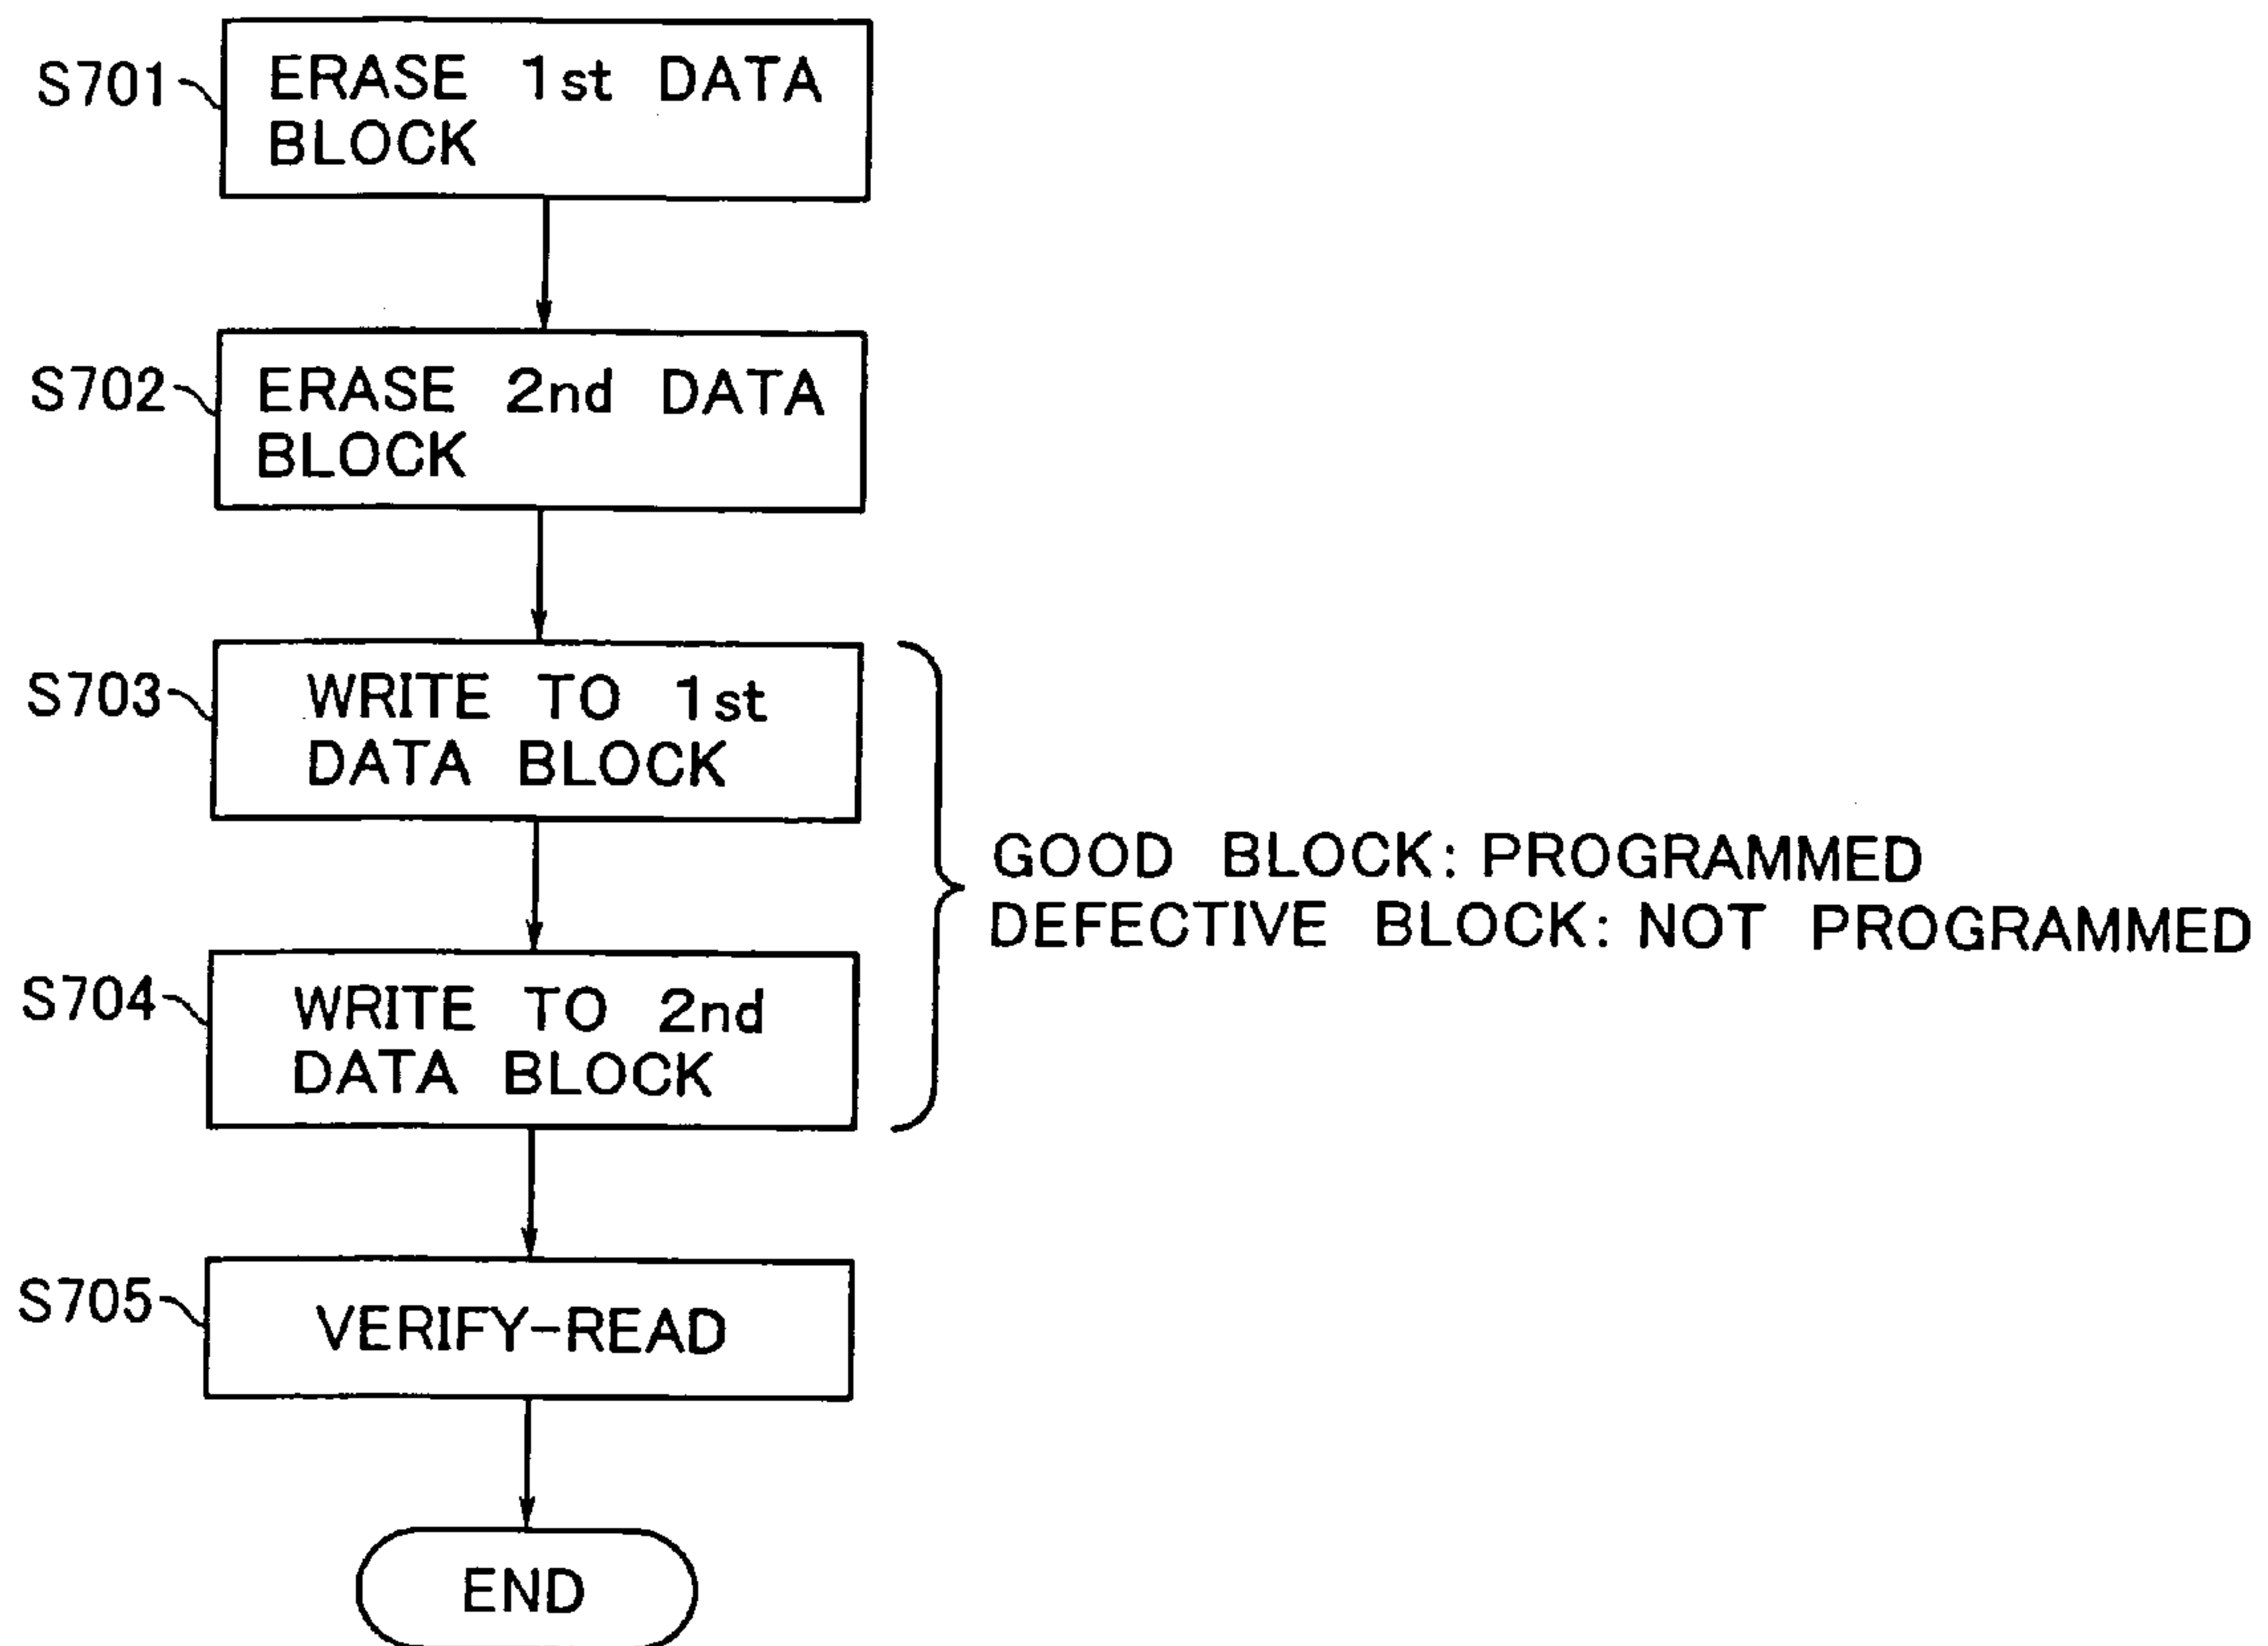 S701
ERASE 1st DATA
BLOCK
S702
ERASE 2nd DATA
BLOCK
S703
WRITE TO 1st
DATA BLOCK
S704
WRITE TO 2nd
DATA BLOCK
GOOD BLOCK: PROGRAMMED
DEFECTIVE BLOCK: NOT PROGRAMMED
S705
VERIFY-READ
END